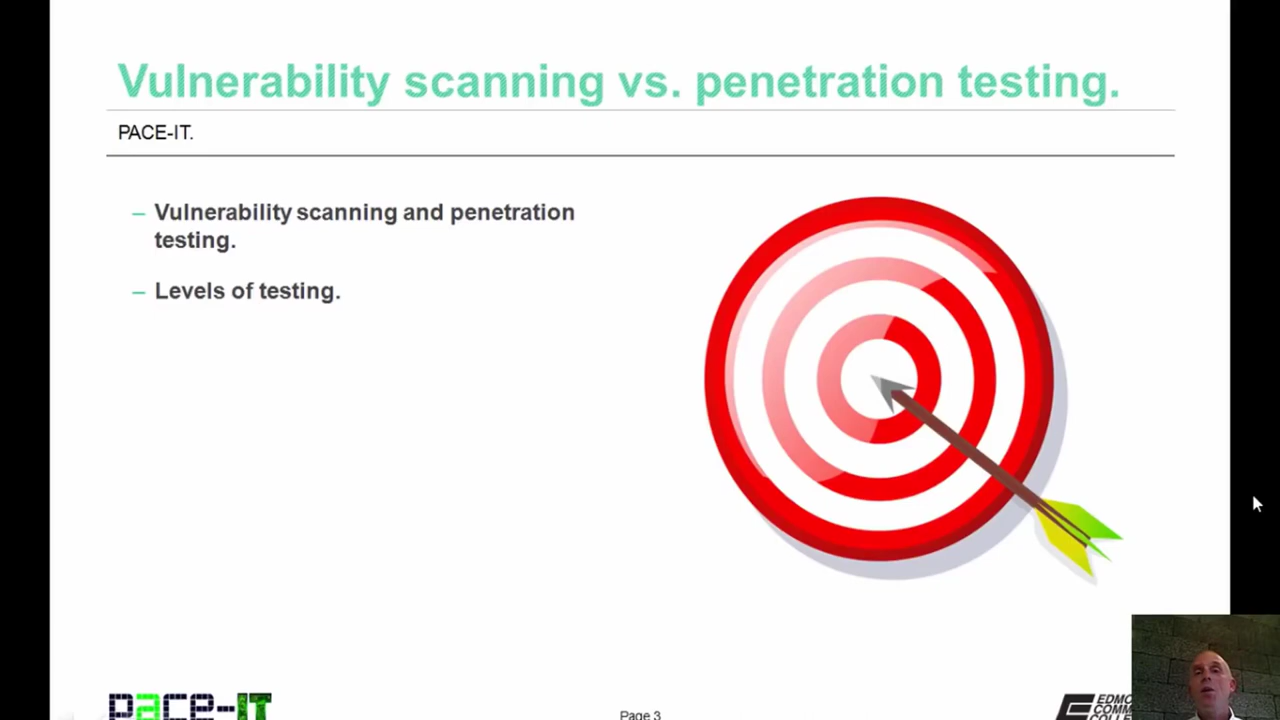 Vulnerability scanning vs. penetration testing.
PACE-IT.
– Vulnerability scanning and penetration
testing.
– Levels of testing.
pace-IT
Page 3